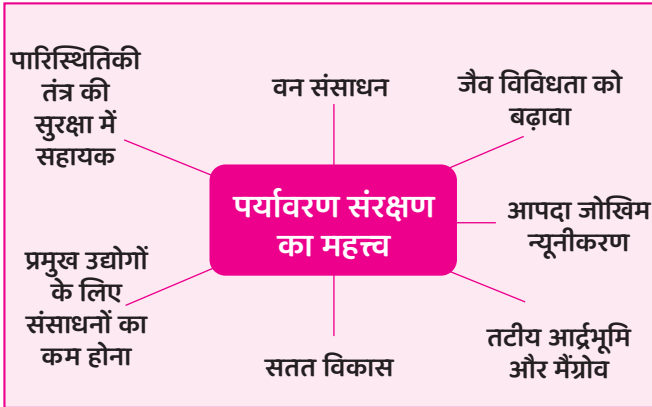 पारिस्थितिकी
तंत्र की
सुरक्षा में
सहायक
वन संसाधन
जैव विविधता को
बढ़ावा
पर्यावरण संरक्षण
का महत्त्व
आपदा जोखिम
न्यूनीकरण
प्रमुख उद्योगों
के लिए
संसाधनों का
कम होना
सतत विकास
तटीय आर्द्रभूमि
और मैंग्रोव